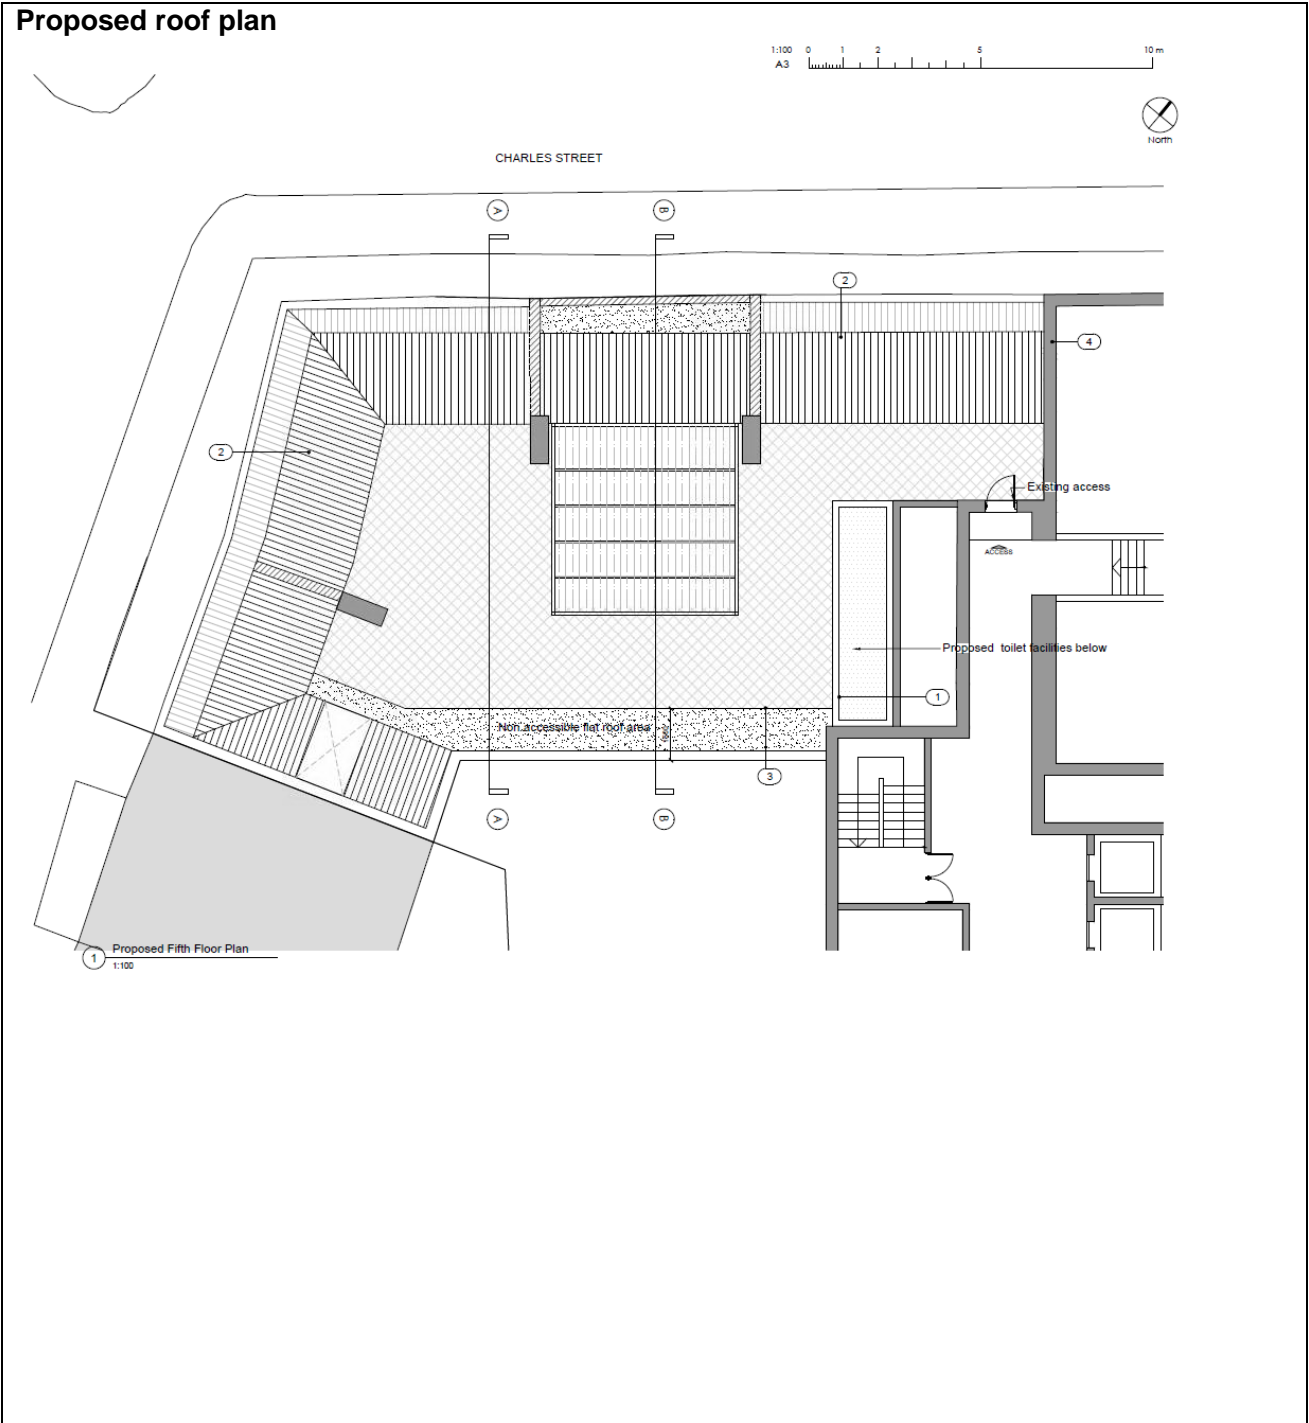 Proposed roof plan
1:100 0 1 2 5 10 m
A3
North
CHARLES STREET
A B
2
4
2
Existing access
ACCESS
Proposed toilet facilities below
1
Non accessible flat roof area
3
A B
1 Proposed Fifth Floor Plan
1:100